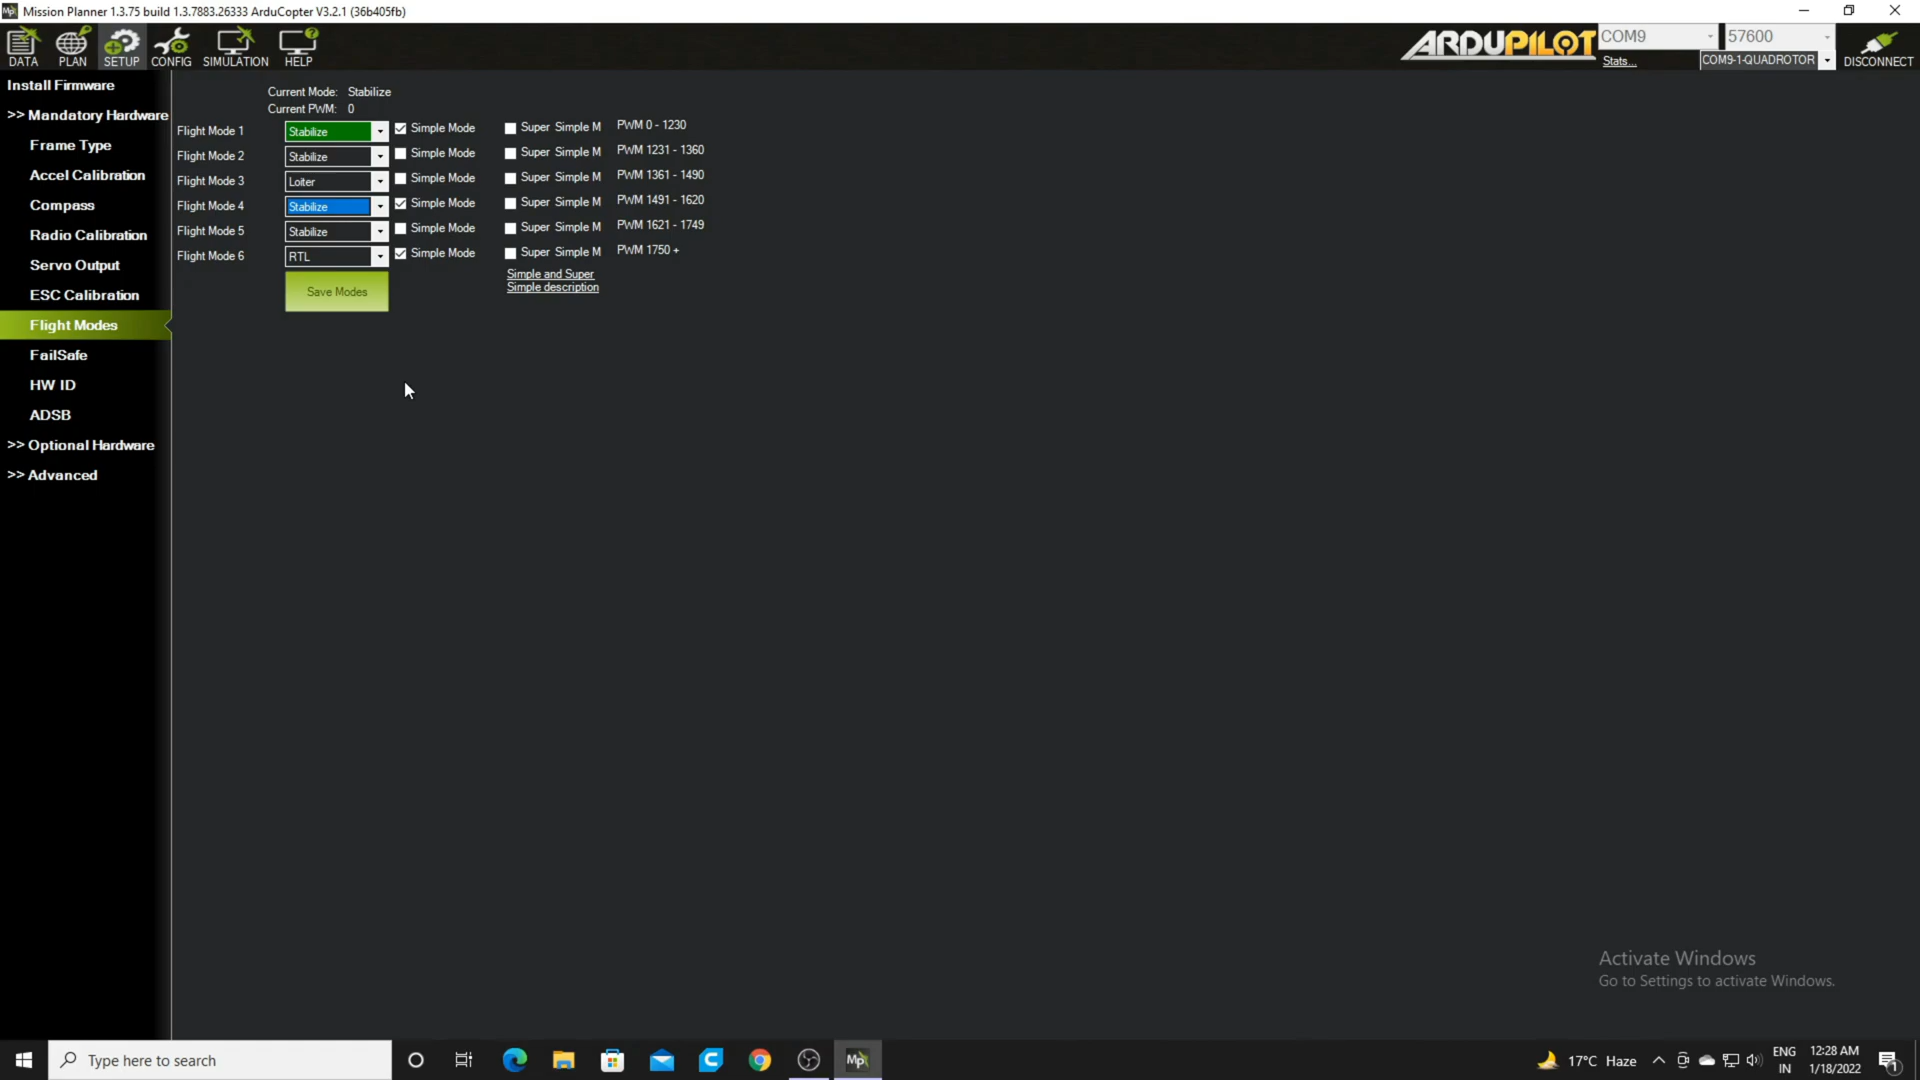 Mission Planner 1.3.75 build 1.3.7883.26333 ArduCopter V3.2.1 (36b405fb)
DATA PLAN SETUP CONFIG SIMULATION HELP
ARDUPILOT
COM9 57600
Stats... COM9-1-QUADROTOR DISCONNECT
Install Firmware
>> Mandatory Hardware
Frame Type
Accel Calibration
Compass
Radio Calibration
Servo Output
ESC Calibration
Flight Modes
FailSafe
HW ID
ADSB
>> Optional Hardware
>> Advanced
Current Mode: Stabilize
Current PWM: 0
Flight Mode 1 Stabilize Simple Mode Super Simple M PWM 0 - 1230
Flight Mode 2 Stabilize Simple Mode Super Simple M PWM 1231 - 1360
Flight Mode 3 Loiter Simple Mode Super Simple M PWM 1361 - 1490
Flight Mode 4 Stabilize Simple Mode Super Simple M PWM 1491 - 1620
Flight Mode 5 Stabilize Simple Mode Super Simple M PWM 1621 - 1749
Flight Mode 6 RTL Simple Mode Super Simple M PWM 1750 +
Simple and Super
Simple description
Save Modes
Activate Windows
Go to Settings to activate Windows.
Type here to search
Mp
17°C Haze
ENG
IN
12:28 AM
1/18/2022
1